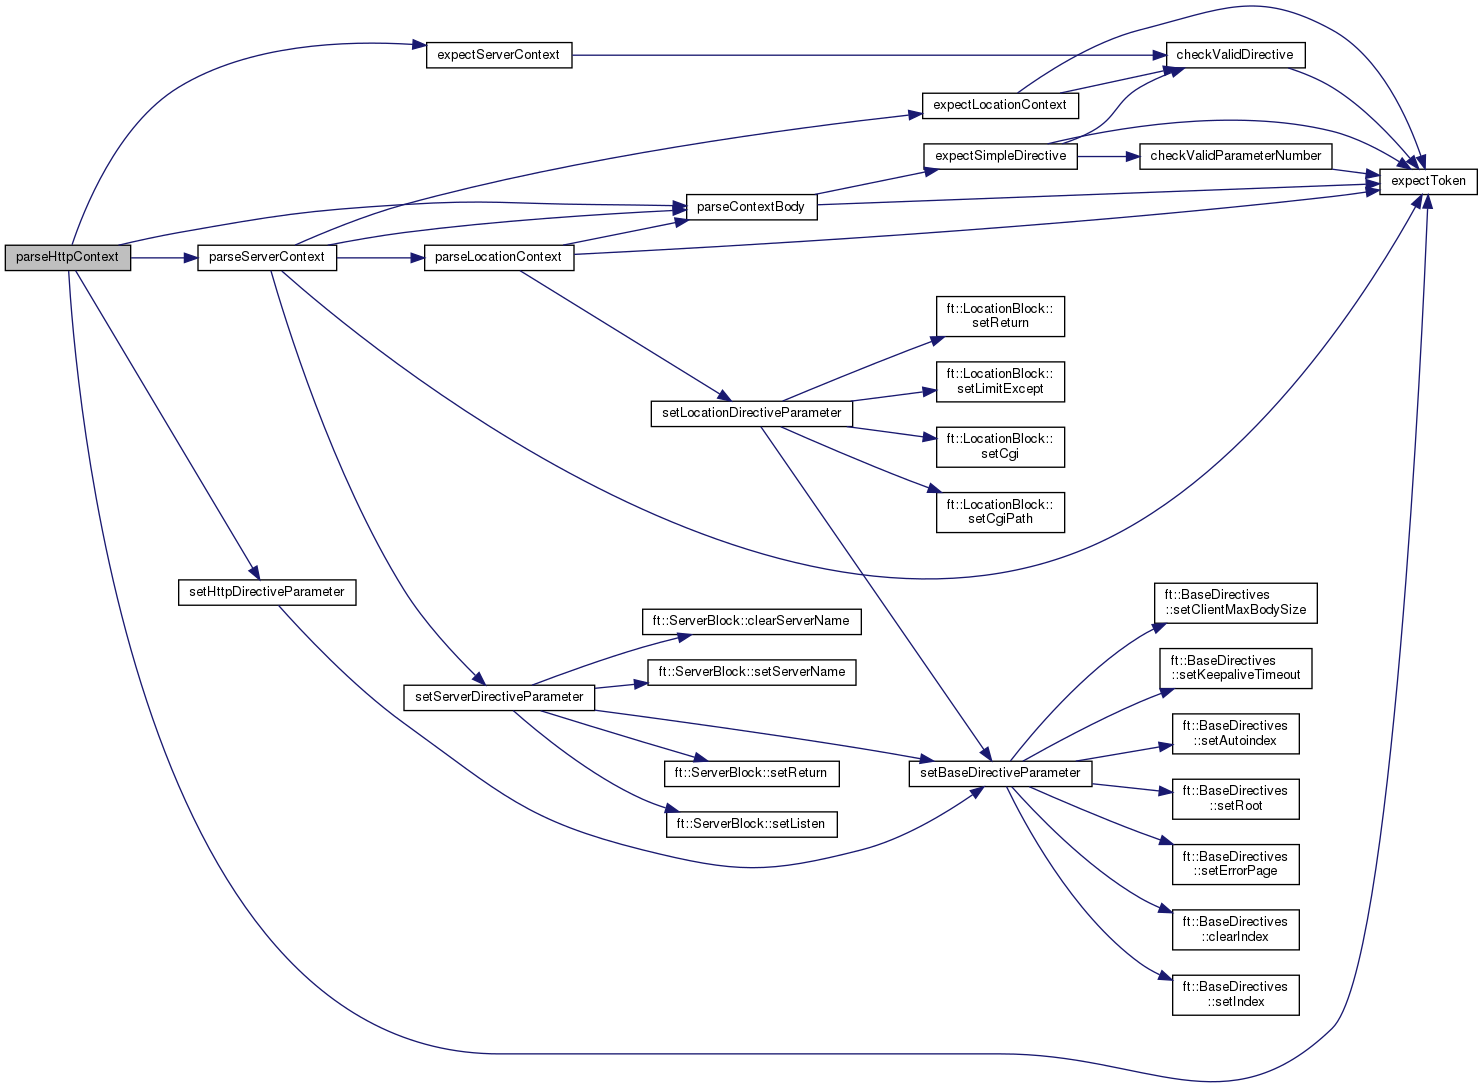 expectServerContext
checkValidDirective
expectLocationContext
expectSimpleDirective
checkValidParameterNumber
expectToken
parseContextBody
parseHttpContext
parseServerContext
parseLocationContext
ft::LocationBlock::
setReturn
ft::LocationBlock::
setLimitExcept
setLocationDirectiveParameter
ft::LocationBlock::
setCgi
ft::LocationBlock::
setCgiPath
setHttpDirectiveParameter
ft::BaseDirectives
::setClientMaxBodySize
ft::ServerBlock::clearServerName
ft::ServerBlock::setServerName
ft::BaseDirectives
::setKeepaliveTimeout
setServerDirectiveParameter
ft::BaseDirectives
::setAutoindex
ft::ServerBlock::setReturn
setBaseDirectiveParameter
ft::BaseDirectives
::setRoot
ft::ServerBlock::setListen
ft::BaseDirectives
::setErrorPage
ft::BaseDirectives
::clearIndex
ft::BaseDirectives
::setIndex